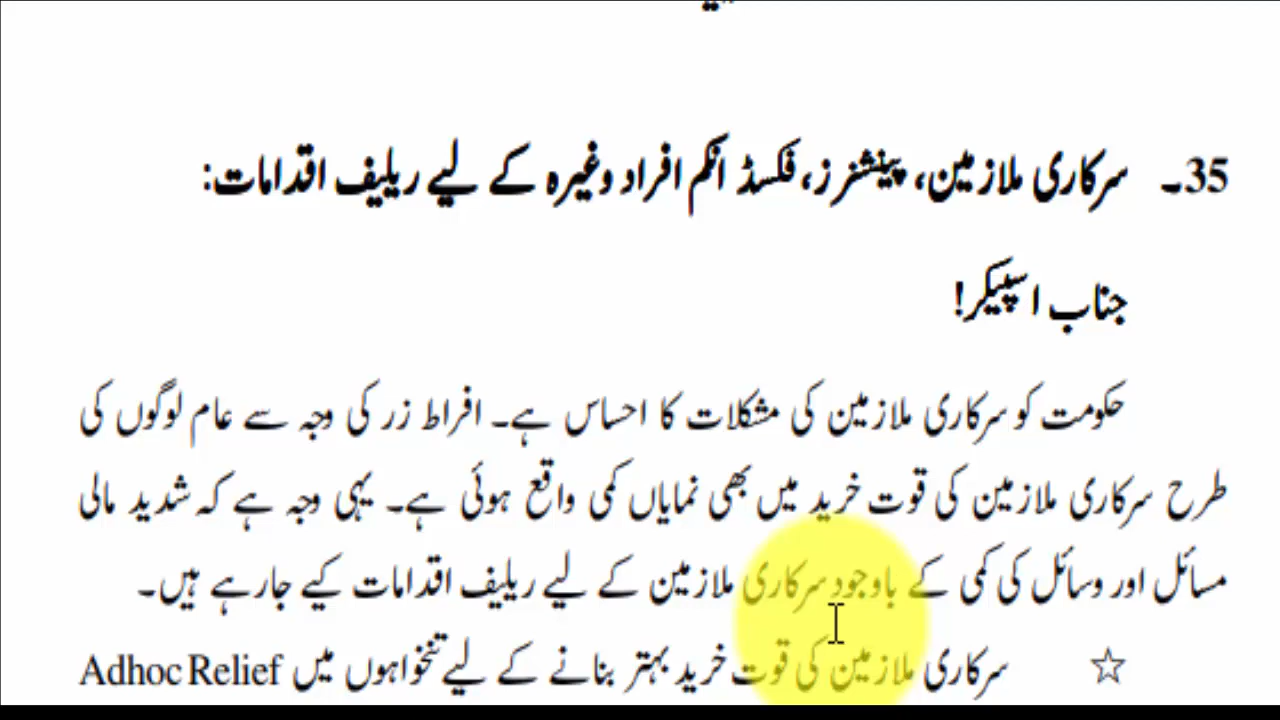 35۔ سرکاری ملازمین، پینشنرز، فکسڈ انکم افراد وغیرہ کے لیے ریلیف اقدامات:
جناب اسپیکر!
حکومت کو سرکاری ملازمین کی مشکلات کا احساس ہے۔ افراط زر کی وجہ سے عام لوگوں کی
طرح سرکاری ملازمین کی قوت خرید میں بھی نمایاں کمی واقع ہوئی ہے۔ یہی وجہ ہے کہ شدید مالی
مسائل اور وسائل کی کمی کے باوجود سرکاری ملازمین کے لیے ریلیف اقدامات کیے جارہے ہیں۔
☆ سرکاری ملازمین کی قوت خرید بہتر بنانے کے لیے تنخواہوں میں Adhoc Relief